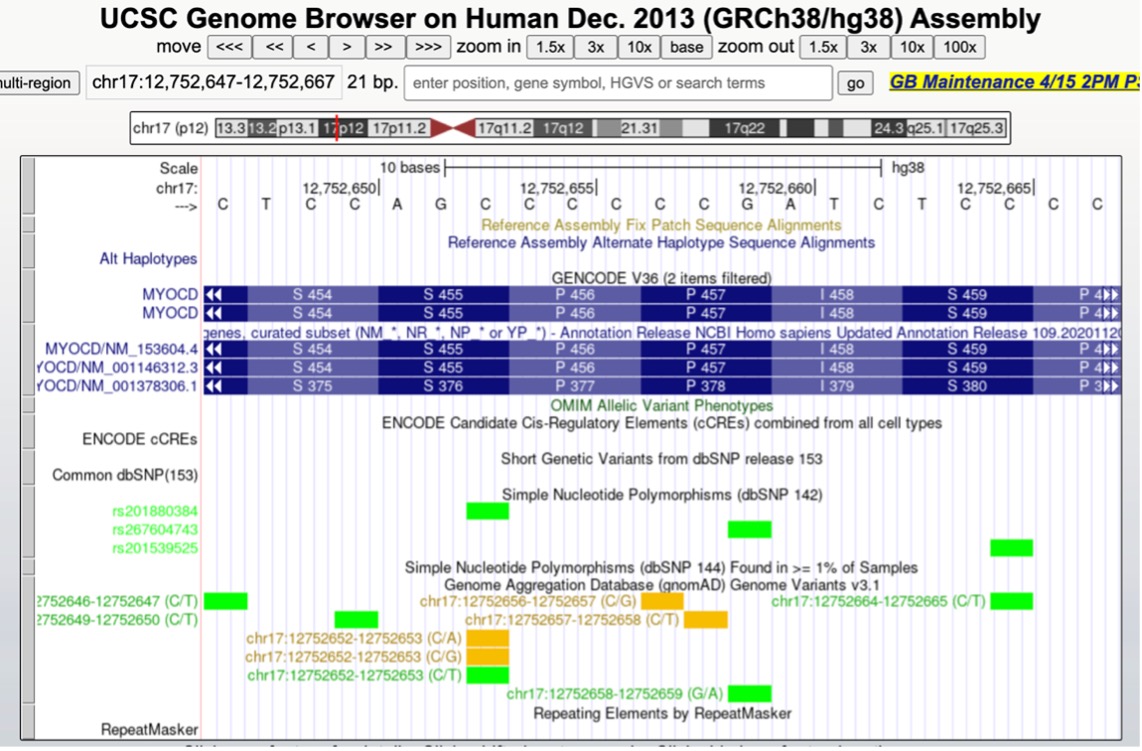 UCSC Genome Browser on Human Dec. 2013 (GRCh38/hg38) Assembly
move <<< << < > >> >>> zoom in 1.5x 3x 10x base zoom out 1.5x 3x 10x 100x
ulti-region chr17:12,752,647-12,752,667 21 bp. enter position, gene symbol, HGVS or search terms go GB Maintenance 4/15 2PM PS
chr17 (p12) 13.3 13.2 p13.1 17p12 17p11.2 17q11.2 17q12 21.31 17q22 24.3 q25.1 17q25.3
Scale 10 bases hg38
chr17: 12,752,650 12,752,655 12,752,660 12,752,665
---> C T C C A G C C C C C C G A T C T C C C C
Reference Assembly Fix Patch Sequence Alignments
Reference Assembly Alternate Haplotype Sequence Alignments
Alt Haplotypes
GENCODE V36 (2 items filtered)
MYOCD S 454 S 455 P 456 P 457 I 458 S 459 P 4
MYOCD S 454 S 455 P 456 P 457 I 458 S 459 P 4
genes, curated subset (NM_*, NR_*, NP_* or YP_*) - Annotation Release NCBI Homo sapiens Updated Annotation Release 109.20201120
MYOCD/NM_153604.4 S 454 S 455 P 456 P 457 I 458 S 459 P 4
YOCD/NM_001146312.3 S 454 S 455 P 456 P 457 I 458 S 459 P 4
YOCD/NM_001378306.1 S 375 S 376 P 377 P 378 I 379 S 380 P 3
OMIM Allelic Variant Phenotypes
ENCODE Candidate Cis-Regulatory Elements (cCREs) combined from all cell types
ENCODE cCREs
Short Genetic Variants from dbSNP release 153
Common dbSNP(153)
Simple Nucleotide Polymorphisms (dbSNP 142)
rs201880384
rs267604743
rs201539525
Simple Nucleotide Polymorphisms (dbSNP 144) Found in >= 1% of Samples
Genome Aggregation Database (gnomAD) Genome Variants v3.1
2752646-12752647 (C/T) chr17:12752656-12752657 (C/G) chr17:12752664-12752665 (C/T)
2752649-12752650 (C/T) chr17:12752657-12752658 (C/T)
chr17:12752652-12752653 (C/A)
chr17:12752652-12752653 (C/G)
chr17:12752652-12752653 (C/T)
chr17:12752658-12752659 (G/A)
Repeating Elements by RepeatMasker
RepeatMasker